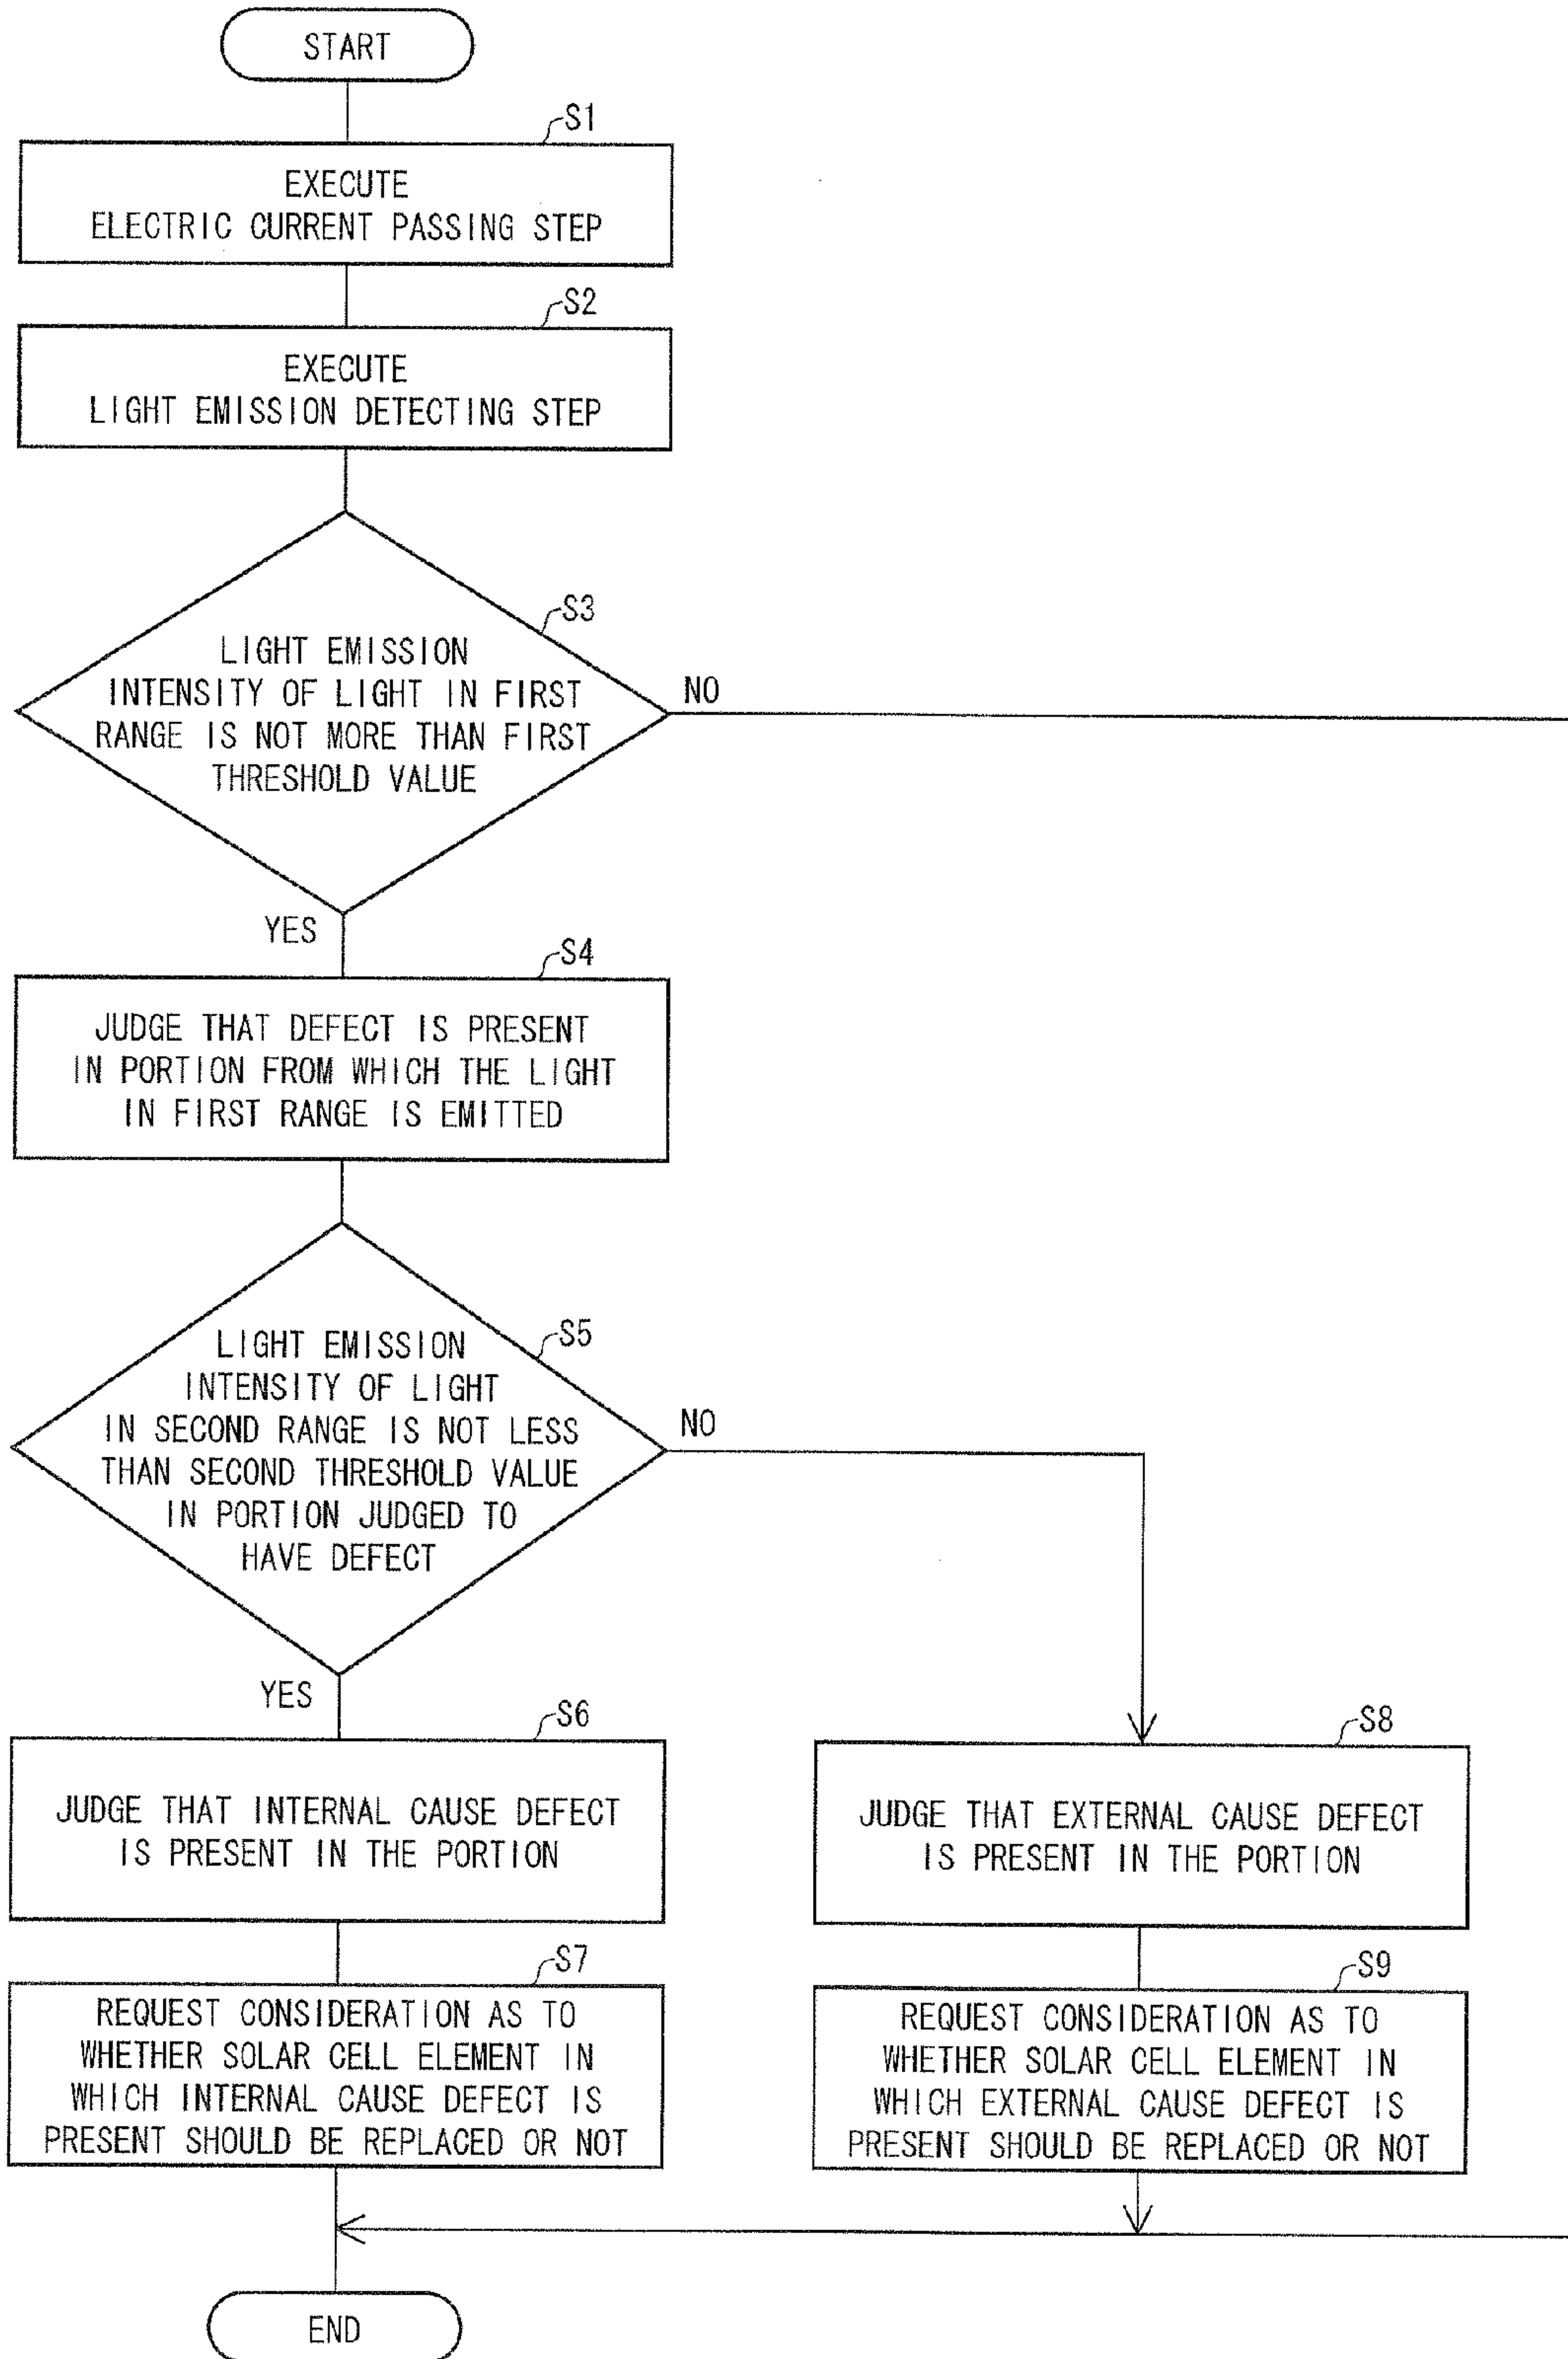 START
S1
EXECUTE
ELECTRIC CURRENT PASSING STEP
S2
EXECUTE
LIGHT EMISSION DETECTING STEP
S3
LIGHT EMISSION
INTENSITY OF LIGHT IN FIRST
RANGE IS NOT MORE THAN FIRST
THRESHOLD VALUE
NO
YES
S4
JUDGE THAT DEFECT IS PRESENT
IN PORTION FROM WHICH THE LIGHT
IN FIRST RANGE IS EMITTED
S5
LIGHT EMISSION
INTENSITY OF LIGHT
IN SECOND RANGE IS NOT LESS
THAN SECOND THRESHOLD VALUE
IN PORTION JUDGED TO
HAVE DEFECT
NO
YES
S6
JUDGE THAT INTERNAL CAUSE DEFECT
IS PRESENT IN THE PORTION
S7
REQUEST CONSIDERATION AS TO
WHETHER SOLAR CELL ELEMENT IN
WHICH INTERNAL CAUSE DEFECT IS
PRESENT SHOULD BE REPLACED OR NOT
S8
JUDGE THAT EXTERNAL CAUSE DEFECT
IS PRESENT IN THE PORTION
S9
REQUEST CONSIDERATION AS TO
WHETHER SOLAR CELL ELEMENT IN
WHICH EXTERNAL CAUSE DEFECT IS
PRESENT SHOULD BE REPLACED OR NOT
END